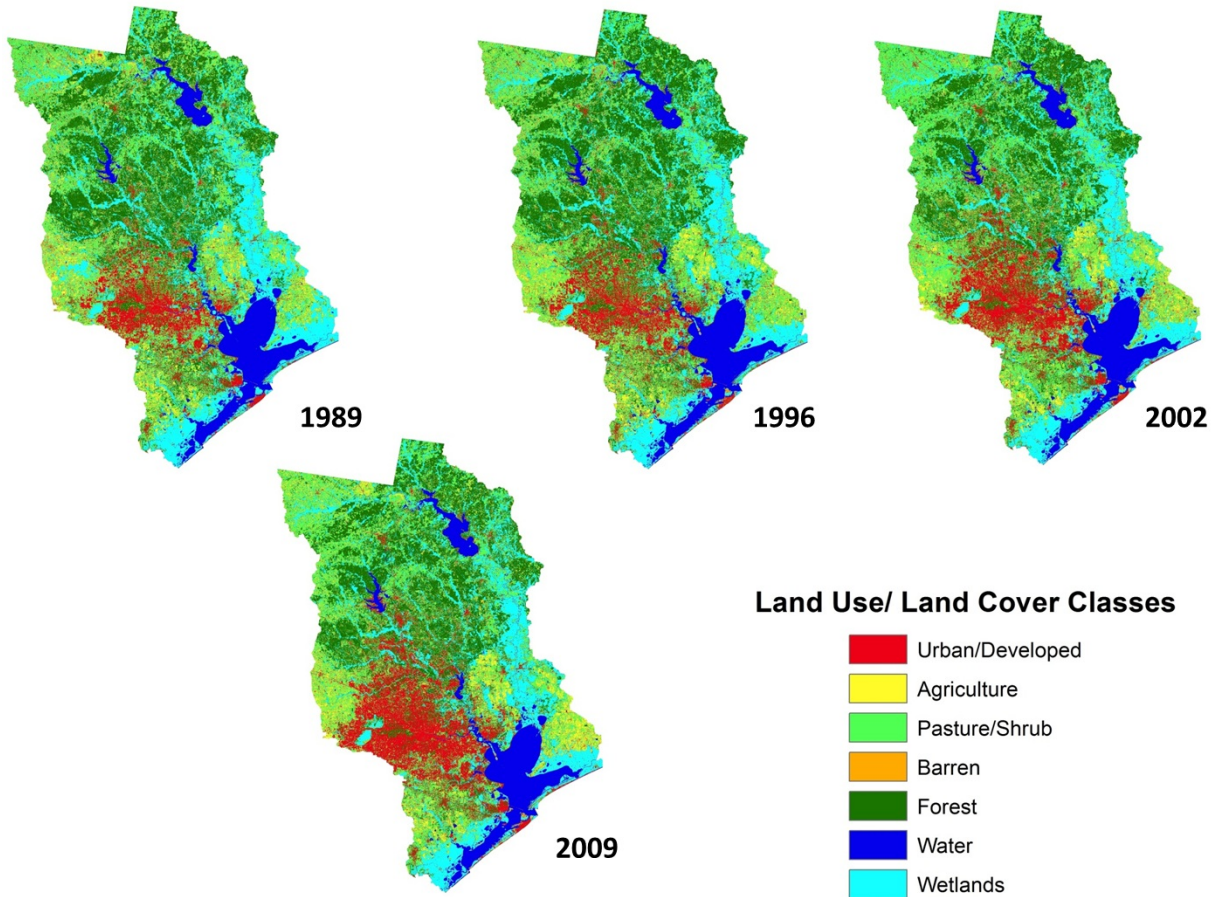 1989
1996
2002
2009
Land Use/ Land Cover Classes
Urban/Developed
Agriculture
Pasture/Shrub
Barren
Forest
Water
Wetlands